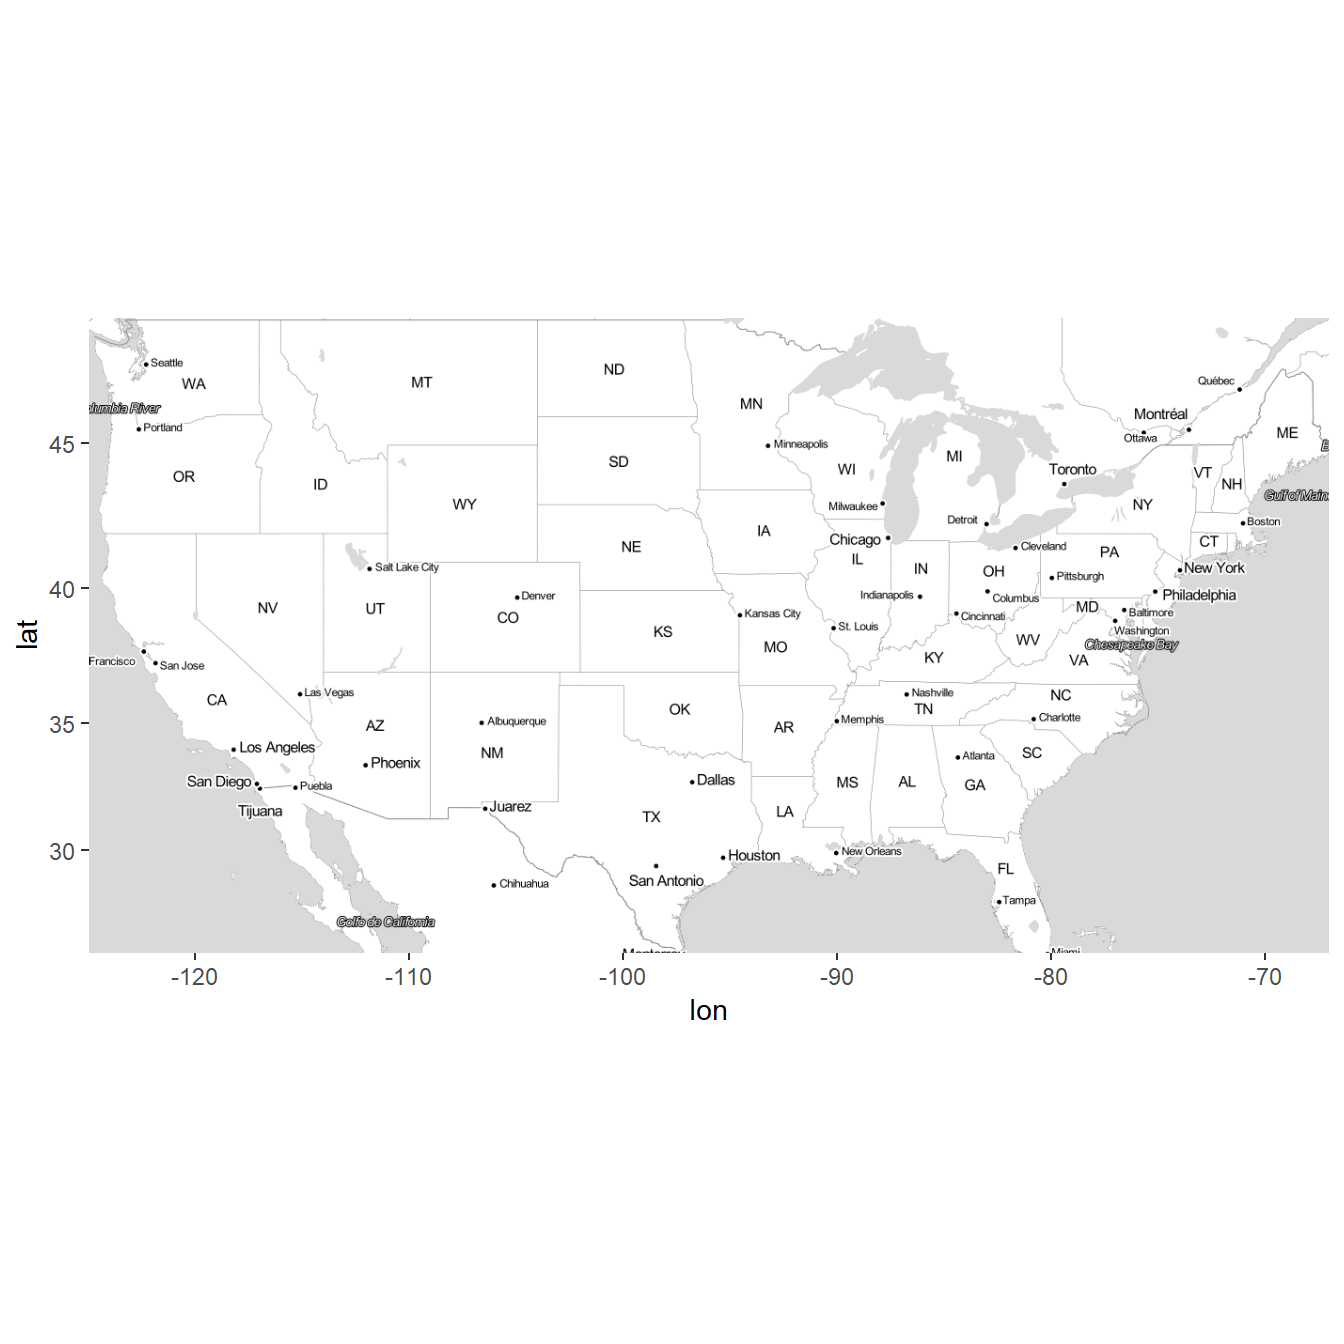 Seattle
WA
MT
ND
Québec
MN
lumbia River
Montréal
Portland
Ottawa
ME
45
Minneapolis
MI
SD
WI
Toronto
OR
ID
VT
NH
Gulf of Main
WY
NY
Milwaukee
Detroit
Boston
IA
Chicago
CT
NE
Cleveland
PA
IL
Salt Lake City
IN
OH
New York
Pittsburgh
40
Denver
Indianapolis
Columbus
Philadelphia
NV
UT
CO
MD
Baltimore
Kansas City
Cincinnati
St. Louis
Washington
KS
WV
lat
MO
Chesapeake Bay
Francisco
San Jose
KY
VA
Las Vegas
Nashville
NC
CA
OK
TN
35
AZ
Albuquerque
AR
Memphis
Charlotte
Los Angeles
NM
SC
Phoenix
Atlanta
San Diego
Puebla
Dallas
MS
AL
GA
Tijuana
Juarez
TX
LA
30
Houston
New Orleans
San Antonio
FL
Chihuahua
Tampa
Golfo de California
Monterrey
Miami
-120
-110
-100
-90
-80
-70
lon